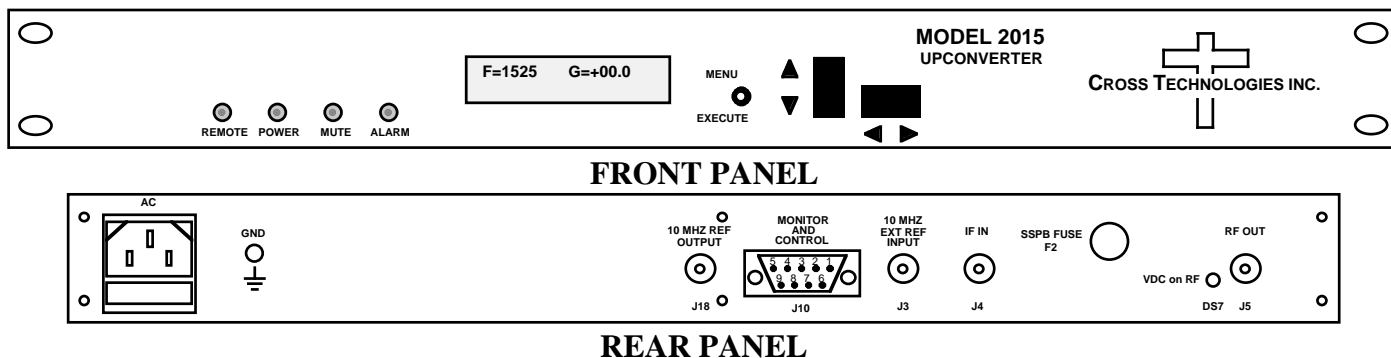 MODEL 2015
UPCONVERTER
F=1525 G=+00.0
MENU
EXECUTE
CROSS TECHNOLOGIES INC.
REMOTE POWER MUTE ALARM
FRONT PANEL
AC
GND
10 MHZ REF
OUTPUT
J18
MONITOR
AND
CONTROL
5 4 3 2 1
9 8 7 6
J10
10 MHZ
EXT REF
INPUT
J3
IF IN
J4
SSPB FUSE
F2
RF OUT
VDC on RF
DS7 J5
REAR PANEL